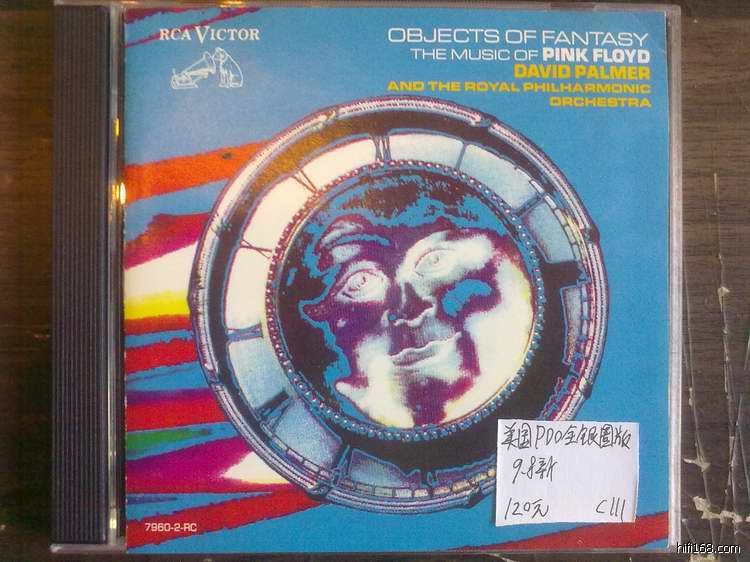 RCA VICTOR
OBJECTS OF FANTASY
THE MUSIC OF PINK FLOYD
DAVID PALMER
AND THE ROYAL PHILHARMONIC
ORCHESTRA
美国PDO全银圈版
9.8新
120元 C111
7960-2-RC
hifi168.com